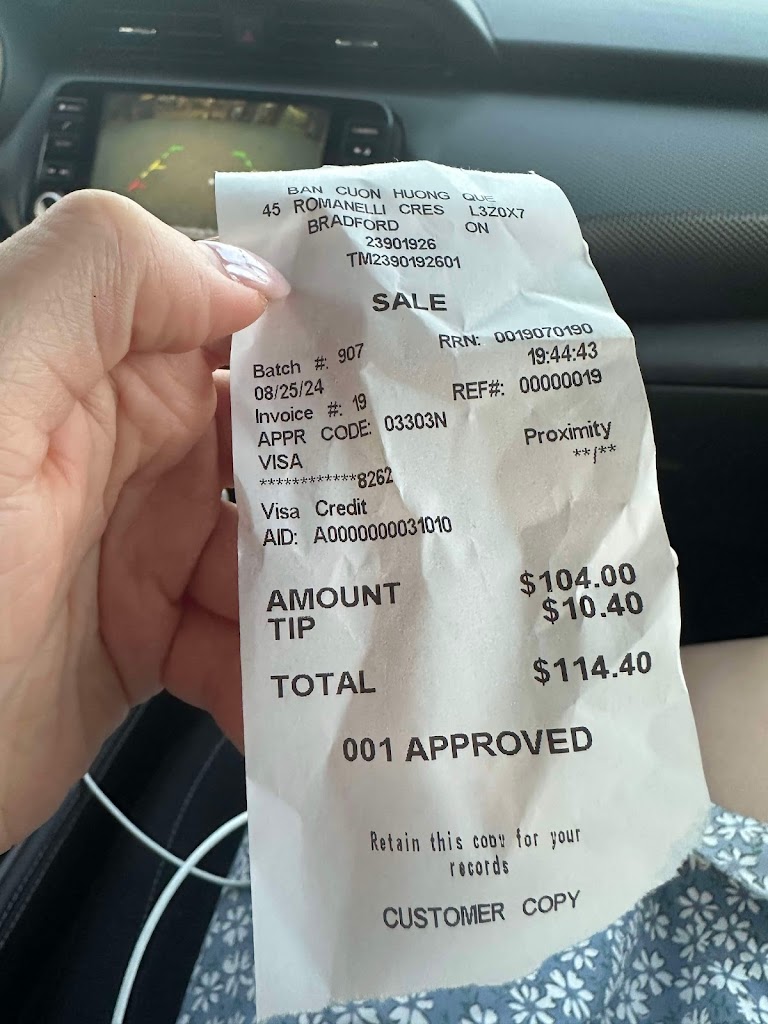 BAN CUON HUONG QUE
45 ROMANELLI CRES L3Z0X7
BRADFORD ON
23901926
TM2390192601
SALE
Batch #: 907 RRN: 0019070190
08/25/24 19:44:43
Invoice #: 19 REF#: 00000019
APPR CODE: 03303N
VISA Proximity
************8262 **/**
Visa Credit
AID: A0000000031010
AMOUNT $104.00
TIP $10.40
TOTAL $114.40
001 APPROVED
Retain this copy for your
records
CUSTOMER COPY